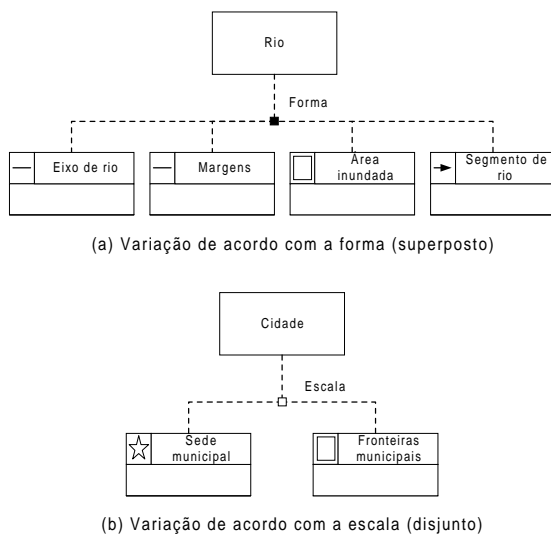 Rio
Forma
Eixo de rio
Margens
Área
inundada
Segmento de
rio
(a) Variação de acordo com a forma (superposto)
Cidade
Escala
Sede
municipal
Fronteiras
municipais
(b) Variação de acordo com a escala (disjunto)